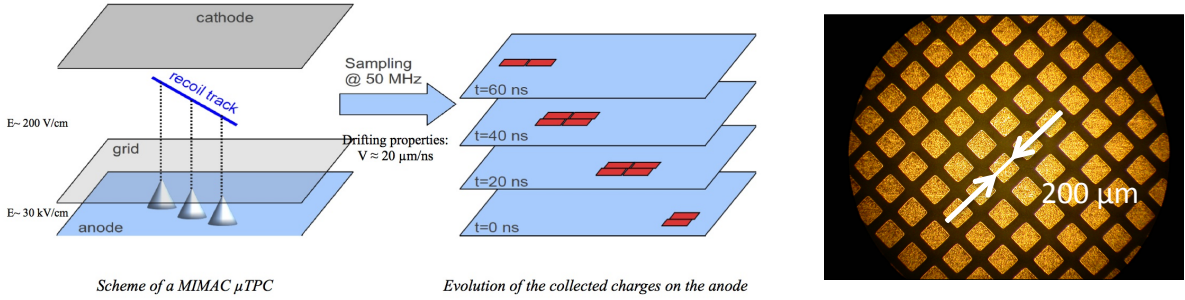 cathode
recoil track
E~ 200 V/cm
grid
E~ 30 kV/cm
anode
Scheme of a MIMAC μTPC
Sampling
@ 50 MHz
Drifting properties:
V ≈ 20 μm/ns
t=60 ns
t=40 ns
t=20 ns
t=0 ns
Evolution of the collected charges on the anode
200 μm